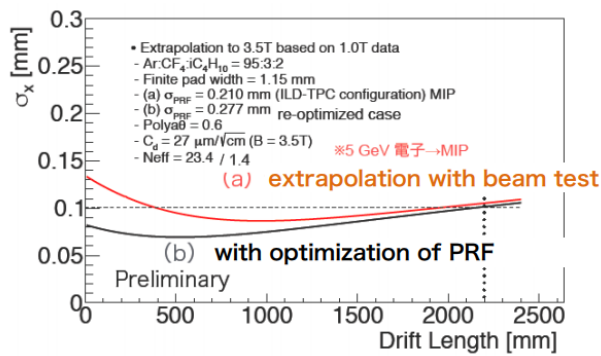 σx [mm]
0.3
0.25
0.2
0.15
0.1
0.05
0
• Extrapolation to 3.5T based on 1.0T data
- Ar:CF4:iC4H10 = 95:3:2
- Finite pad width = 1.15 mm
- (a) σPRF = 0.210 mm (ILD-TPC configuration) MIP
- (b) σPRF = 0.277 mm re-optimized case
- Polyaθ = 0.6
- Cd = 27 μm/√cm (B = 3.5T)
- Neff = 23.4 / 1.4
※5 GeV 電子→MIP
(a) extrapolation with beam test
(b) with optimization of PRF
Preliminary
0 500 1000 1500 2000 2500
Drift Length [mm]